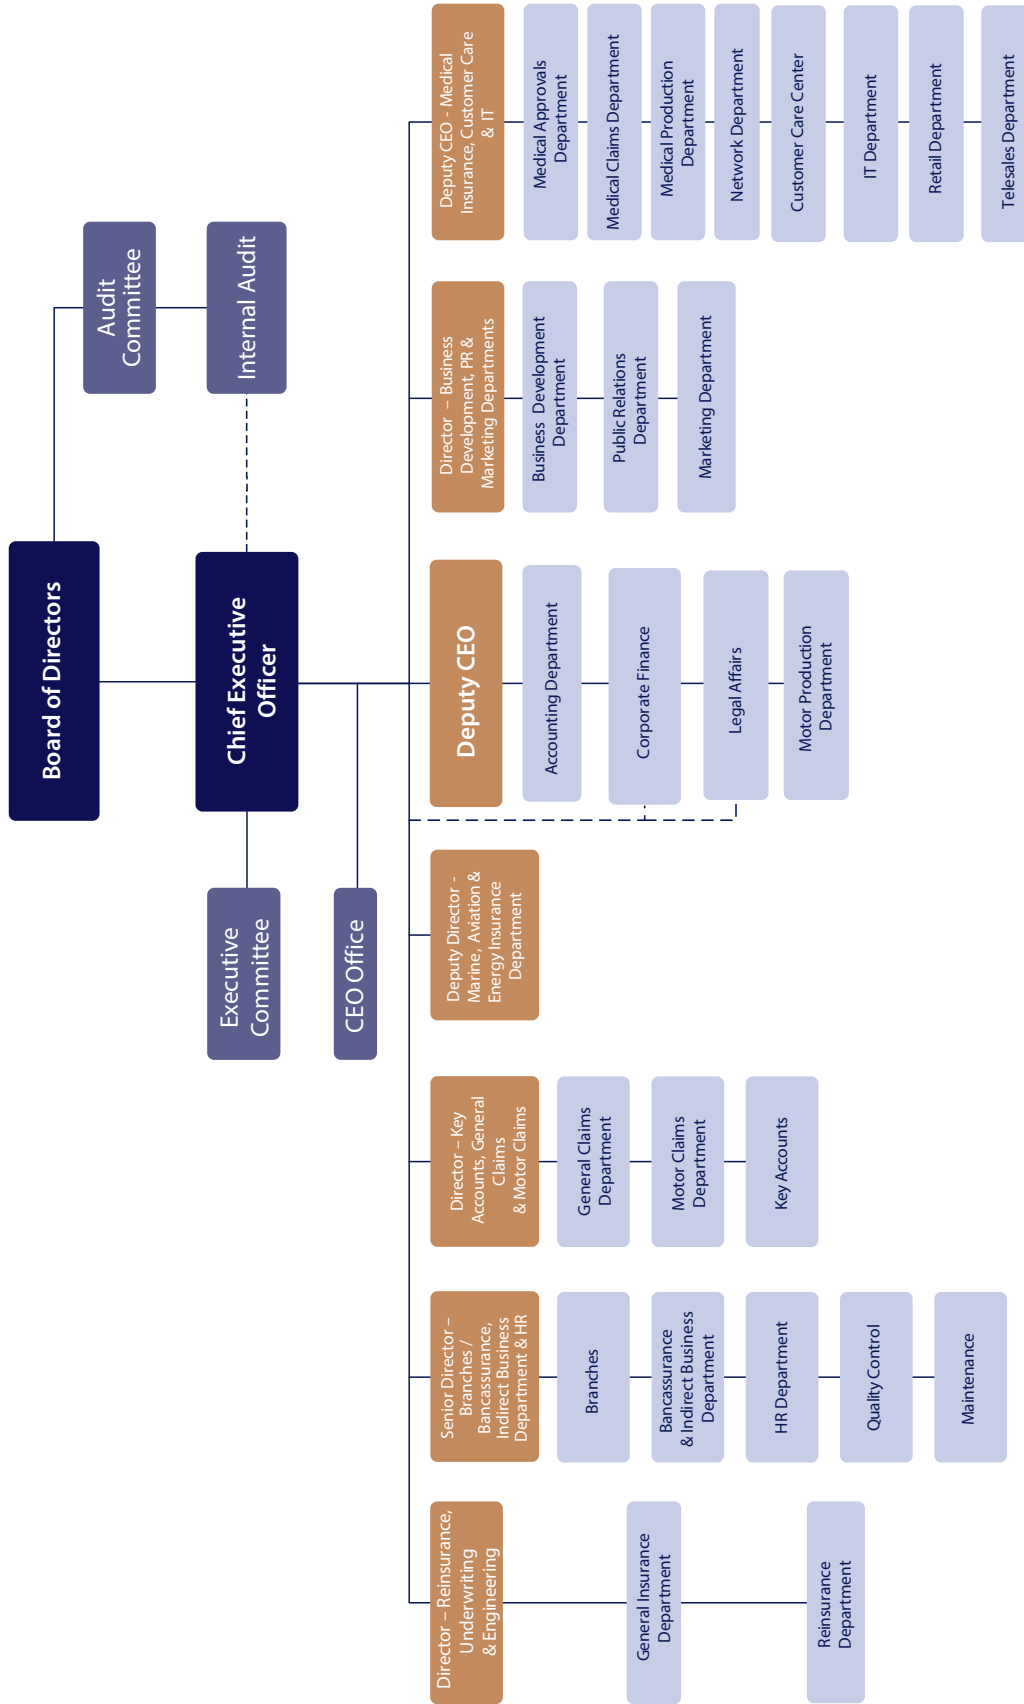 Board of Directors
Audit
Committee
Internal Audit
Chief Executive
Officer
Executive
Committee
CEO Office
Director – Reinsurance,
Underwriting
& Engineering
General Insurance
Department
Reinsurance
Department
Senior Director –
Branches /
Bancassurance,
Indirect Business
Department & HR
Branches
Bancassurance
& Indirect Business
Department
HR Department
Quality Control
Maintenance
Director – Key
Accounts, General
Claims
& Motor Claims
General Claims
Department
Motor Claims
Department
Key Accounts
Deputy Director -
Marine, Aviation &
Energy Insurance
Department
Deputy CEO
Accounting Department
Corporate Finance
Legal Affairs
Motor Production
Department
Director – Business
Development, PR &
Marketing Departments
Business Development
Department
Public Relations
Department
Marketing Department
Deputy CEO - Medical
Insurance, Customer Care
& IT
Medical Approvals
Department
Medical Claims Department
Medical Production
Department
Network Department
Customer Care Center
IT Department
Retail Department
Telesales Department